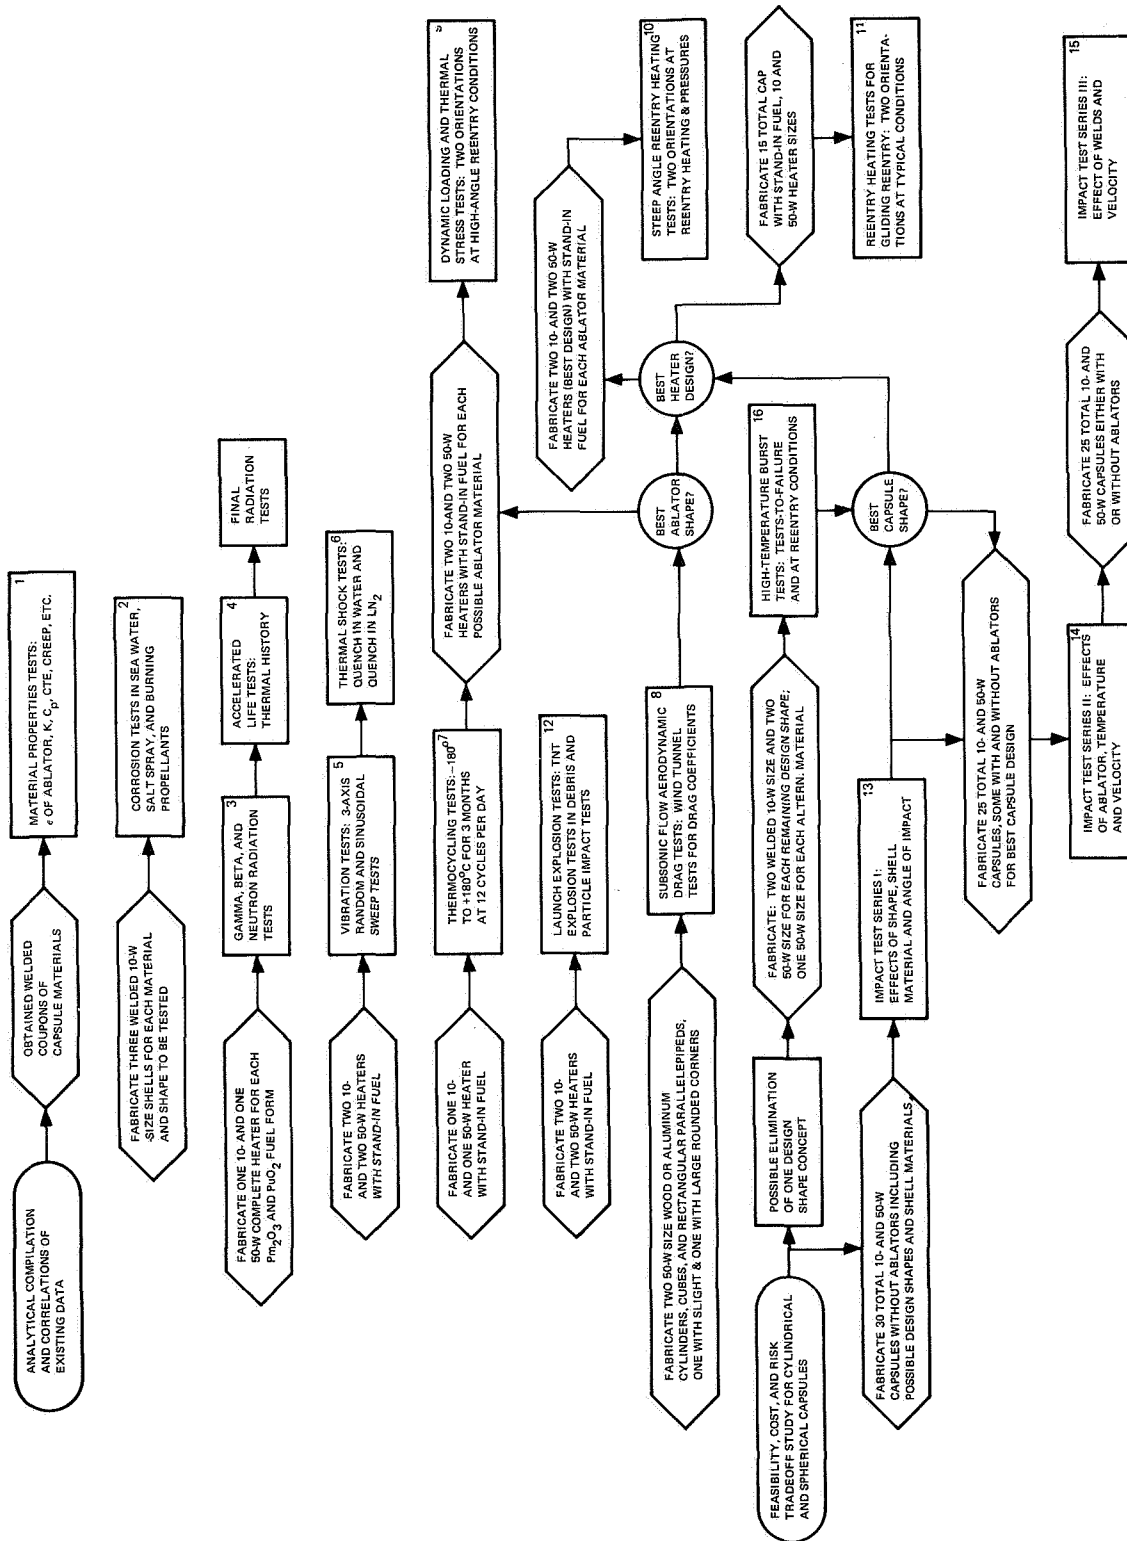 ANALYTICAL COMPILATION
AND CORRELATIONS OF
EXISTING DATA
OBTAINED WELDED
COUPONS OF
CAPSULE MATERIALS
1
MATERIAL PROPERTIES TESTS:
ϵ OF ABLATOR, K, Cp, CTE, CREEP, ETC.
FABRICATE THREE WELDED 10-W
-SIZE SHELLS FOR EACH MATERIAL
AND SHAPE TO BE TESTED
2
CORROSION TESTS IN SEA WATER,
SALT SPRAY, AND BURNING
PROPELLANTS
FABRICATE ONE 10- AND ONE
50-W COMPLETE HEATER FOR EACH
Pm2O3 AND PuO2 FUEL FORM
3
GAMMA, BETA, AND
NEUTRON RADIATION
TESTS
4
ACCELERATED
LIFE TESTS:
THERMAL HISTORY
FINAL
RADIATION
TESTS
FABRICATE TWO 10-
AND TWO 50-W HEATERS
WITH STAND-IN FUEL
5
VIBRATION TESTS: 3-AXIS
RANDOM AND SINUSOIDAL
SWEEP TESTS
6
THERMAL SHOCK TESTS:
QUENCH IN WATER AND
QUENCH IN LN2
FABRICATE ONE 10-
AND ONE 50-W HEATER
WITH STAND-IN FUEL
7
THERMOCYCLING TESTS: –180°
TO +180°C FOR 3 MONTHS
AT 12 CYCLES PER DAY
FABRICATE TWO 10-AND TWO 50-W
HEATERS WITH STAND-IN FUEL FOR EACH
POSSIBLE ABLATOR MATERIAL
9
DYNAMIC LOADING AND THERMAL
STRESS TESTS: TWO ORIENTATIONS
AT HIGH-ANGLE REENTRY CONDITIONS
FABRICATE TWO 10-
AND TWO 50-W HEATERS
WITH STAND-IN FUEL
12
LAUNCH EXPLOSION TESTS: TNT
EXPLOSION TESTS IN DEBRIS AND
PARTICLE IMPACT TESTS
FABRICATE TWO 10- AND TWO 50-W
HEATERS (BEST DESIGN) WITH STAND-IN
FUEL FOR EACH ABLATOR MATERIAL
10
STEEP ANGLE REENTRY HEATING
TESTS: TWO ORIENTATIONS AT
REENTRY HEATING & PRESSURES
FABRICATE TWO 50-W SIZE WOOD OR ALUMINUM
CYLINDERS, CUBES, AND RECTANGULAR PARALLELEPIPEDS,
ONE WITH SLIGHT & ONE WITH LARGE ROUNDED CORNERS
8
SUBSONIC FLOW AERODYNAMIC
DRAG TESTS: WIND TUNNEL
TESTS FOR DRAG COEFFICIENTS
BEST
ABLATOR
SHAPE?
BEST
HEATER
DESIGN?
FABRICATE 15 TOTAL CAP
WITH STAND-IN FUEL, 10 AND
50-W HEATER SIZES
11
REENTRY HEATING TESTS FOR
GLIDING REENTRY: TWO ORIENTA-
TIONS AT TYPICAL CONDITIONS
FEASIBILITY, COST, AND RISK
TRADEOFF STUDY FOR CYLINDRICAL
AND SPHERICAL CAPSULES
POSSIBLE ELIMINATION
OF ONE DESIGN
SHAPE CONCEPT
FABRICATE: TWO WELDED 10-W SIZE AND TWO
50-W SIZE FOR EACH REMAINING DESIGN SHAPE;
ONE 50-W SIZE FOR EACH ALTERN. MATERIAL
16
HIGH-TEMPERATURE BURST
TESTS: TESTS-TO-FAILURE
AND AT REENTRY CONDITIONS
BEST
CAPSULE
SHAPE?
FABRICATE 30 TOTAL 10- AND 50-W
CAPSULES WITHOUT ABLATORS INCLUDING
POSSIBLE DESIGN SHAPES AND SHELL MATERIALS
13
IMPACT TEST SERIES I:
EFFECTS OF SHAPE, SHELL
MATERIAL AND ANGLE OF IMPACT
FABRICATE 25 TOTAL 10- AND 50-W
CAPSULES, SOME WITH AND WITHOUT ABLATORS
FOR BEST CAPSULE DESIGN
14
IMPACT TEST SERIES II: EFFECTS
OF ABLATOR, TEMPERATURE
AND VELOCITY
FABRICATE 25 TOTAL 10- AND
50-W CAPSULES EITHER WITH
OR WITHOUT ABLATORS
15
IMPACT TEST SERIES III:
EFFECT OF WELDS AND
VELOCITY